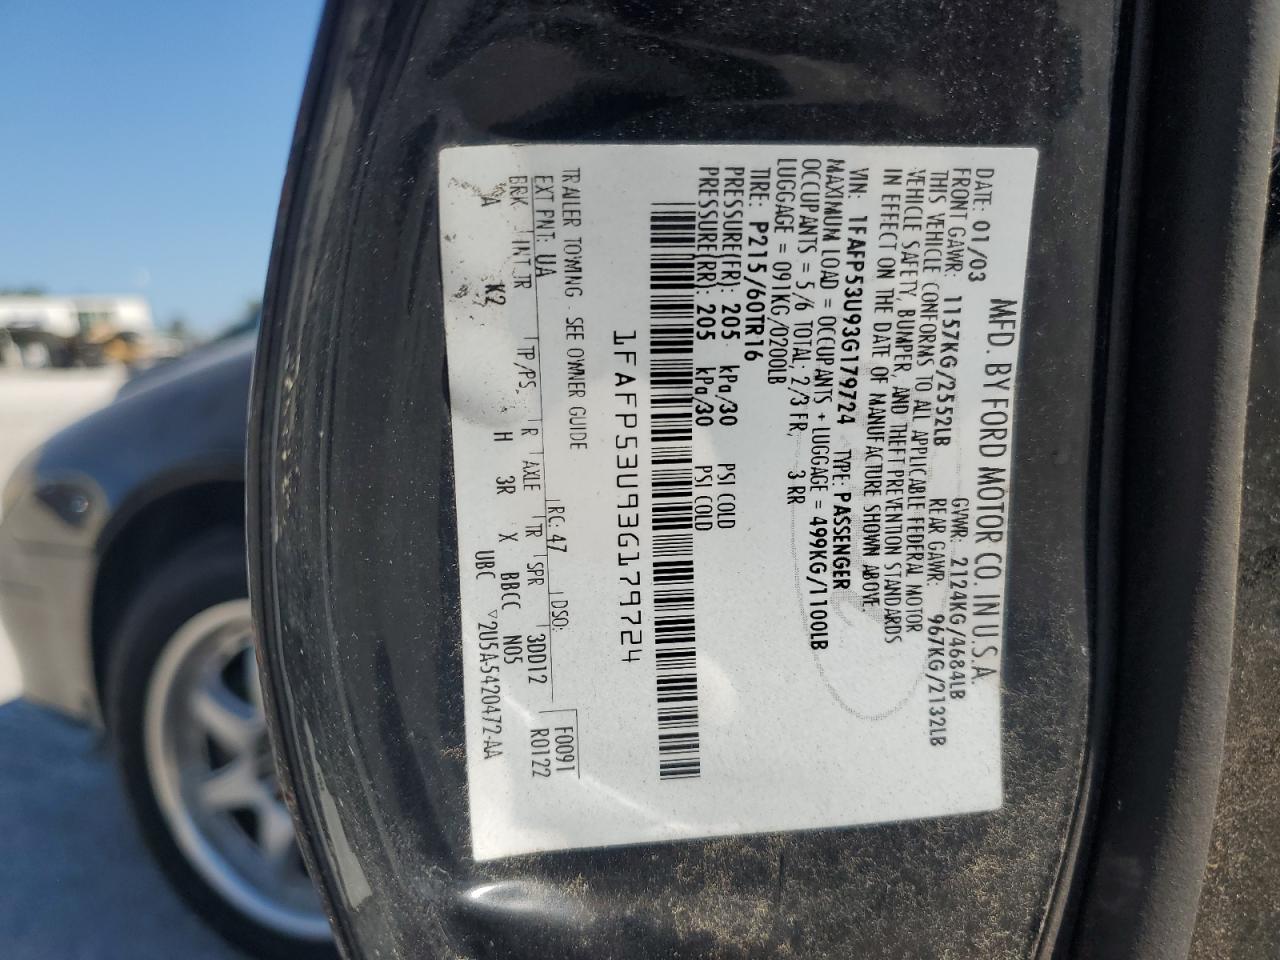 MFD. BY FORD MOTOR CO. IN U.S.A.
DATE: 01/03 GVWR: 2124KG/4684LB
FRONT GAWR: 1157KG/2552LB REAR GAWR: 967KG/2132LB
THIS VEHICLE CONFORMS TO ALL APPLICABLE FEDERAL MOTOR
VEHICLE SAFETY, BUMPER, AND THEFT PREVENTION STANDARDS
IN EFFECT ON THE DATE OF MANUFACTURE SHOWN ABOVE.
VIN: 1FAFP53U93G179724 TYPE: PASSENGER
MAXIMUM LOAD = OCCUPANTS + LUGGAGE = 499KG/1100LB
OCCUPANTS = 5/6 TOTAL; 2/3 FR, 3 RR
LUGGAGE = 091KG/0200LB
TIRE: P215/60TR16
PRESSURE(FR): 205 kPa/30 PSI COLD
PRESSURE(RR): 205 kPa/30 PSI COLD
1FAFP53U93G179724
TRAILER TOWING - SEE OWNER GUIDE
F0091
EXT PNT: UA RC: 47 DSO: R0122
BRK INT TR TP/PS R AXLE TR SPR 3DD012
A K2 H 3R X BBCC N05
UBC ▽2U5A-5420472-AA